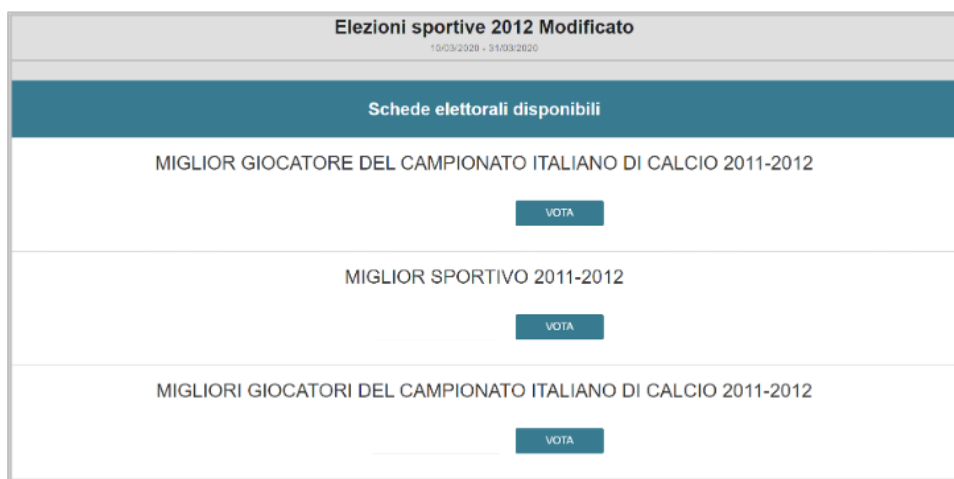 Elezioni sportive 2012 Modificato
10/03/2020 - 31/03/2020
Schede elettorali disponibili
MIGLIOR GIOCATORE DEL CAMPIONATO ITALIANO DI CALCIO 2011-2012
VOTA
MIGLIOR SPORTIVO 2011-2012
VOTA
MIGLIORI GIOCATORI DEL CAMPIONATO ITALIANO DI CALCIO 2011-2012
VOTA